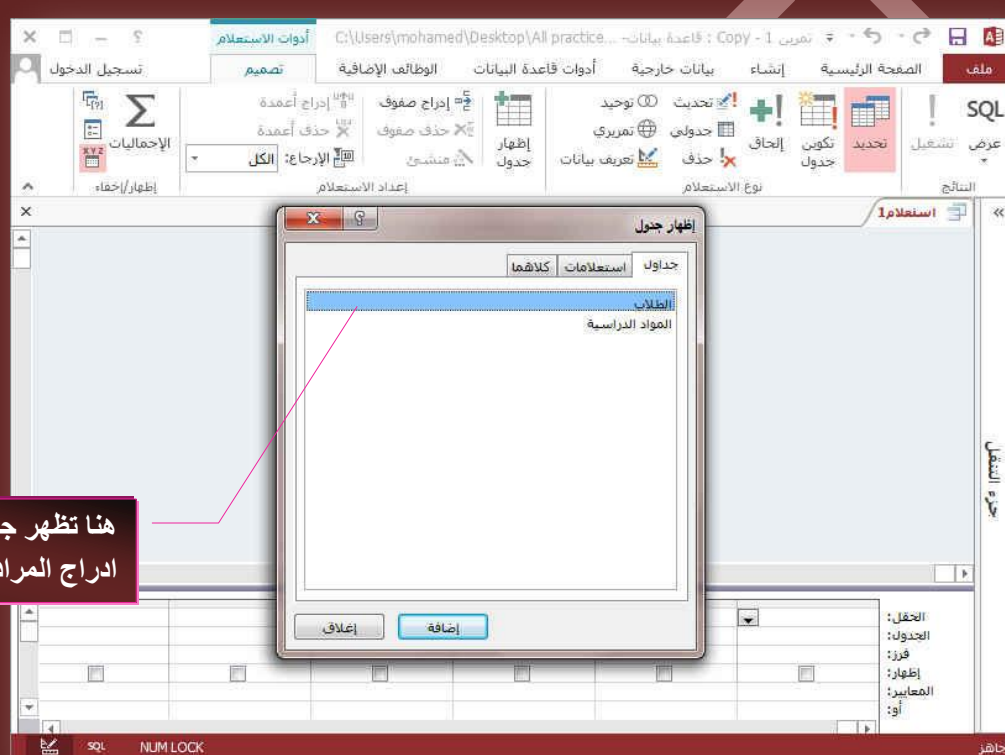 تمرين 1 - Copy : قاعدة بيانات- ...C:\Users\mohamed\Desktop\All practice
أدوات الاستعلام
ملف
الصفحة الرئيسية
إنشاء
بيانات خارجية
أدوات قاعدة البيانات
الوظائف الإضافية
تصميم
تسجيل الدخول
SQL
عرض
تشغيل
تحديد
تكوين جدول
إلحاق
تحديث
توحيد
جدولي
تمريري
حذف
تعريف بيانات
إظهار جدول
إدراج صفوف
حذف صفوف
منشئ
إدراج أعمدة
حذف أعمدة
الإرجاع: الكل
الإجماليات
النتائج
نوع الاستعلام
إعداد الاستعلام
إظهار/إخفاء
استعلام1
إظهار جدول
جداول
استعلامات
كلاهما
الطلاب
المواد الدراسية
إضافة
إغلاق
جزء التنقل
هنا تظهر
ادراج
الحقل:
الجدول:
فرز:
إظهار:
المعايير:
أو:
جاهز
NUM LOCK
SQL